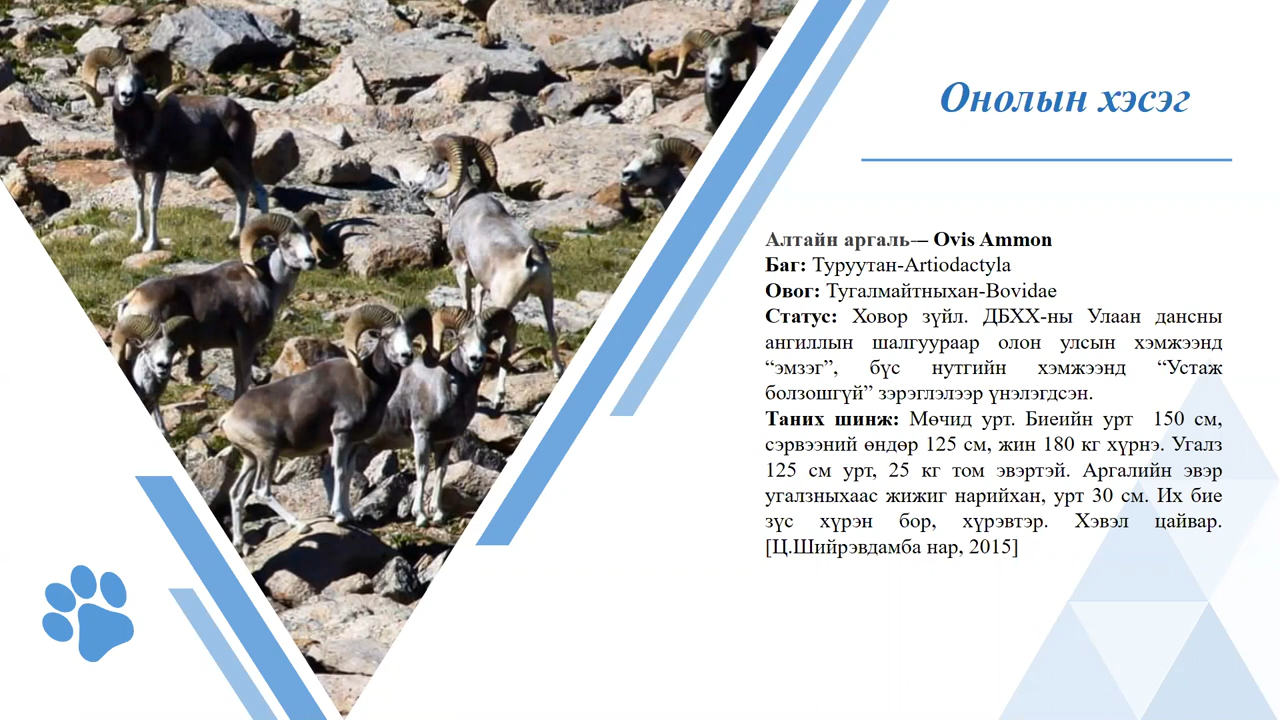 Онолын хэсэг
Алтайн аргаль-– Ovis Ammon
Баг: Туруутан-Artiodactyla
Овог: Тугалмайтныхан-Bovidae
Статус: Ховор зүйл. ДБХХ-ны Улаан дансны
ангиллын шалгуураар олон улсын хэмжээнд
“эмзэг”, бүс нутгийн хэмжээнд “Устаж
болзошгүй” зэрэглэлээр үнэлэгдсэн.
Таних шинж: Мөчид урт. Биеийн урт 150 см,
сэрвээний өндөр 125 см, жин 180 кг хүрнэ. Угалз
125 см урт, 25 кг том эвэртэй. Аргалийн эвэр
угалзныхаас жижиг нарийхан, урт 30 см. Их бие
зүс хүрэн бор, хүрэвтэр. Хэвэл цайвар.
[Ц.Шийрэвдамба нар, 2015]